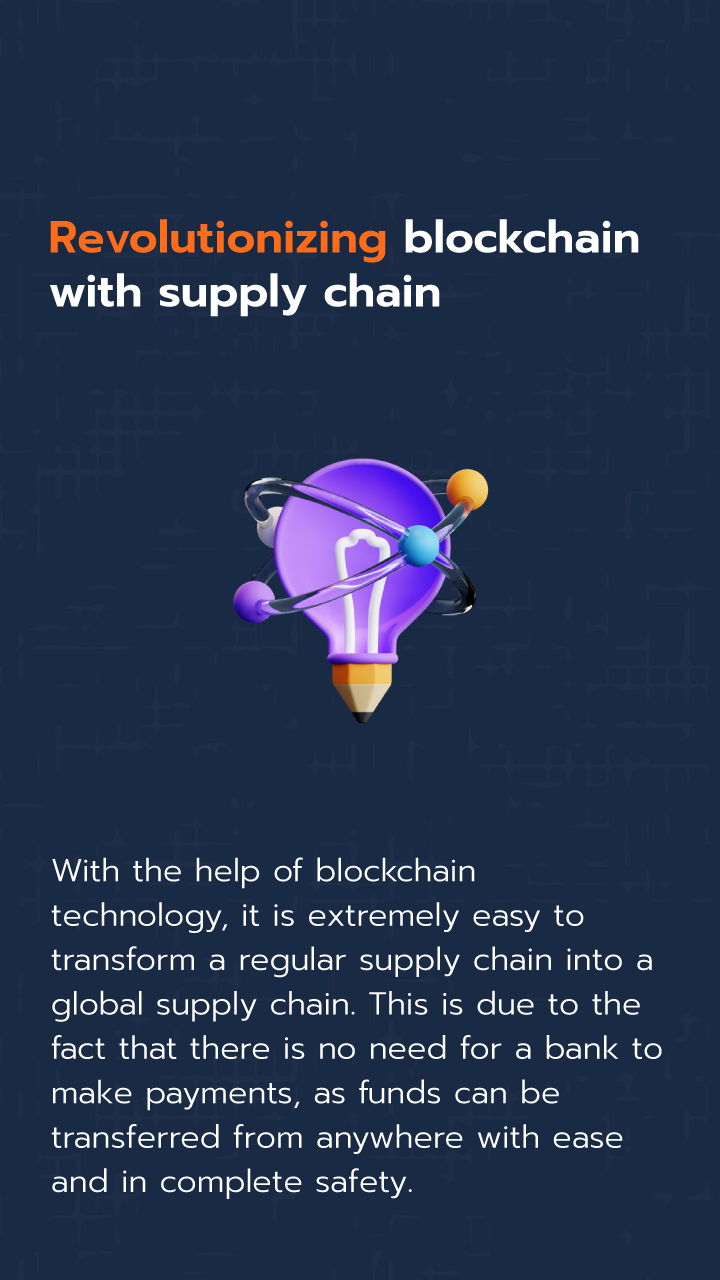 Revolutionizing blockchain
with supply chain
With the help of blockchain
technology, it is extremely easy to
transform a regular supply chain into a
global supply chain. This is due to the
fact that there is no need for a bank to
make payments, as funds can be
transferred from anywhere with ease
and in complete safety.